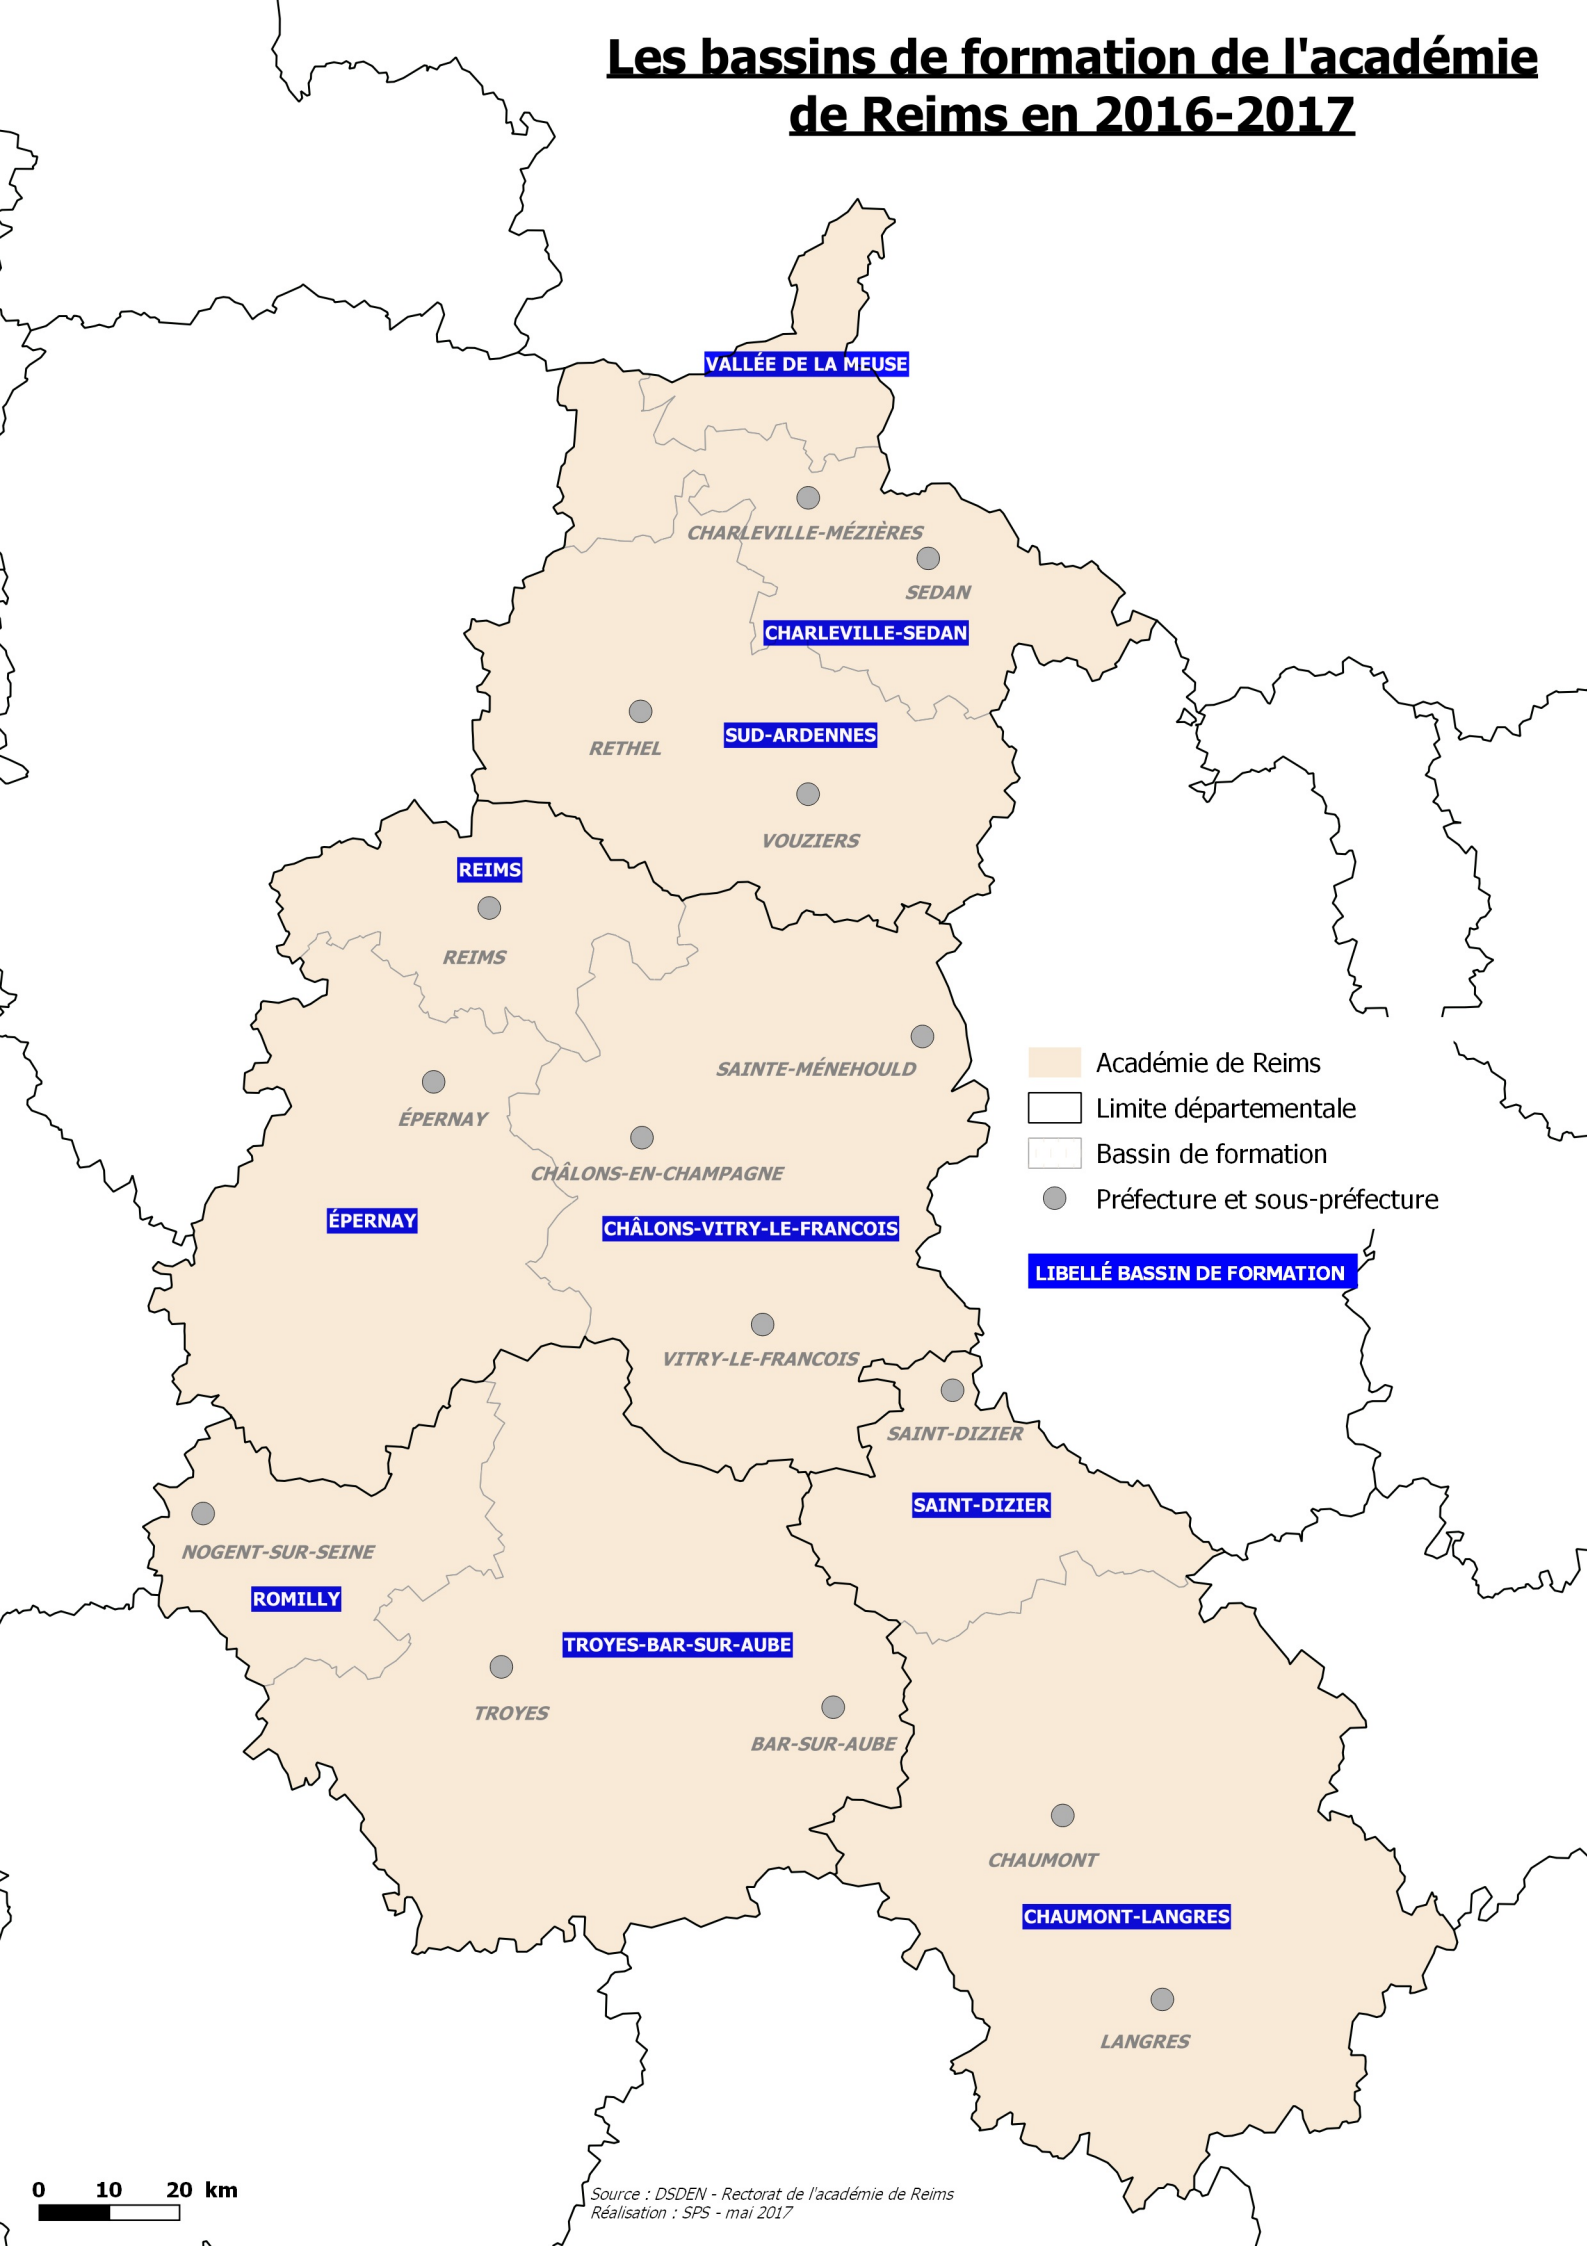 Les bassins de formation de l'académie
de Reims en 2016-2017
VALLÉE DE LA MEUSE
CHARLEVILLE-MÉZIÈRES
SEDAN
CHARLEVILLE-SEDAN
SUD-ARDENNES
RETHEL
VOUZIERS
REIMS
REIMS
SAINTE-MÉNEHOULD
ÉPERNAY
CHÂLONS-EN-CHAMPAGNE
ÉPERNAY
CHÂLONS-VITRY-LE-FRANCOIS
VITRY-LE-FRANCOIS
Académie de Reims
Limite départementale
Bassin de formation
Préfecture et sous-préfecture
LIBELLÉ BASSIN DE FORMATION
SAINT-DIZIER
SAINT-DIZIER
NOGENT-SUR-SEINE
ROMILLY
TROYES-BAR-SUR-AUBE
TROYES
BAR-SUR-AUBE
CHAUMONT
CHAUMONT-LANGRES
LANGRES
0 10 20 km
Source : DSDEN - Rectorat de l'académie de Reims
Réalisation : SPS - mai 2017